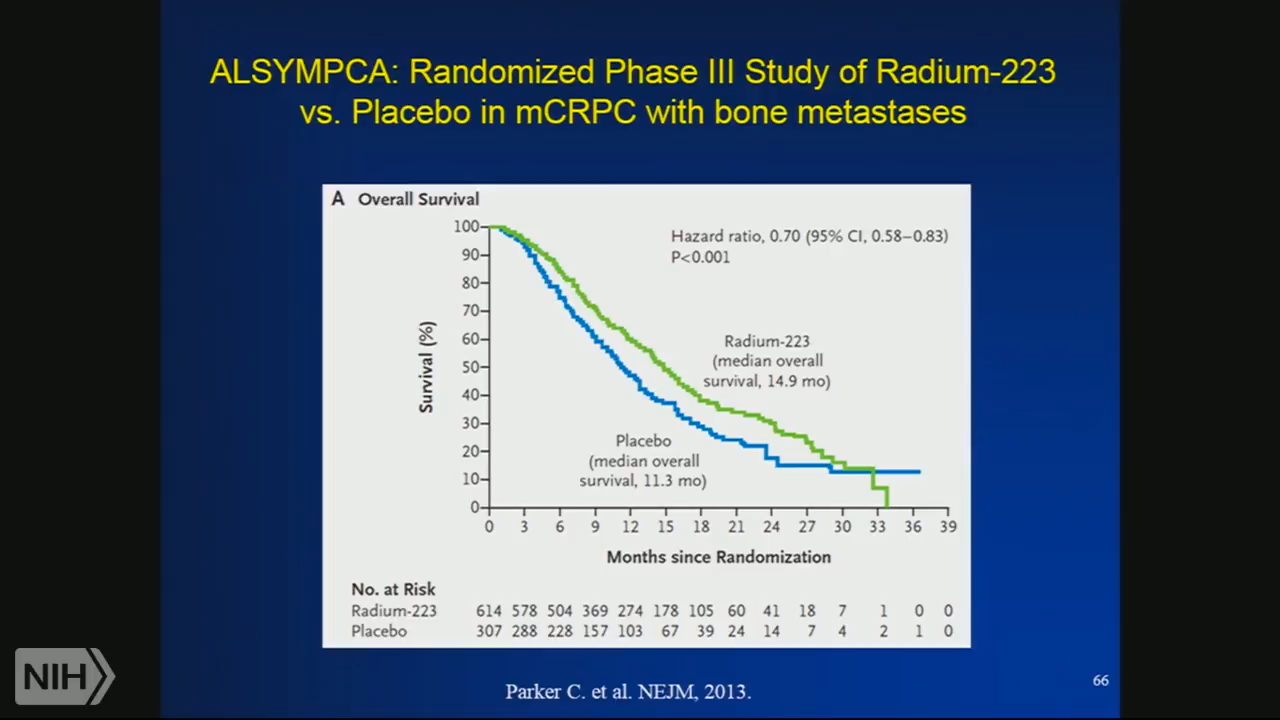 ALSYMPCA: Randomized Phase III Study of Radium-223
vs. Placebo in mCRPC with bone metastases
A Overall Survival
100
90
80
70
60
50
40
30
20
10
0
Survival (%)
Hazard ratio, 0.70 (95% CI, 0.58–0.83)
P<0.001
Radium-223
(median overall
survival, 14.9 mo)
Placebo
(median overall
survival, 11.3 mo)
0 3 6 9 12 15 18 21 24 27 30 33 36 39
Months since Randomization
No. at Risk
Radium-223 614 578 504 369 274 178 105 60 41 18 7 1 0 0
Placebo 307 288 228 157 103 67 39 24 14 7 4 2 1 0
NIH
Parker C. et al. NEJM, 2013.
66